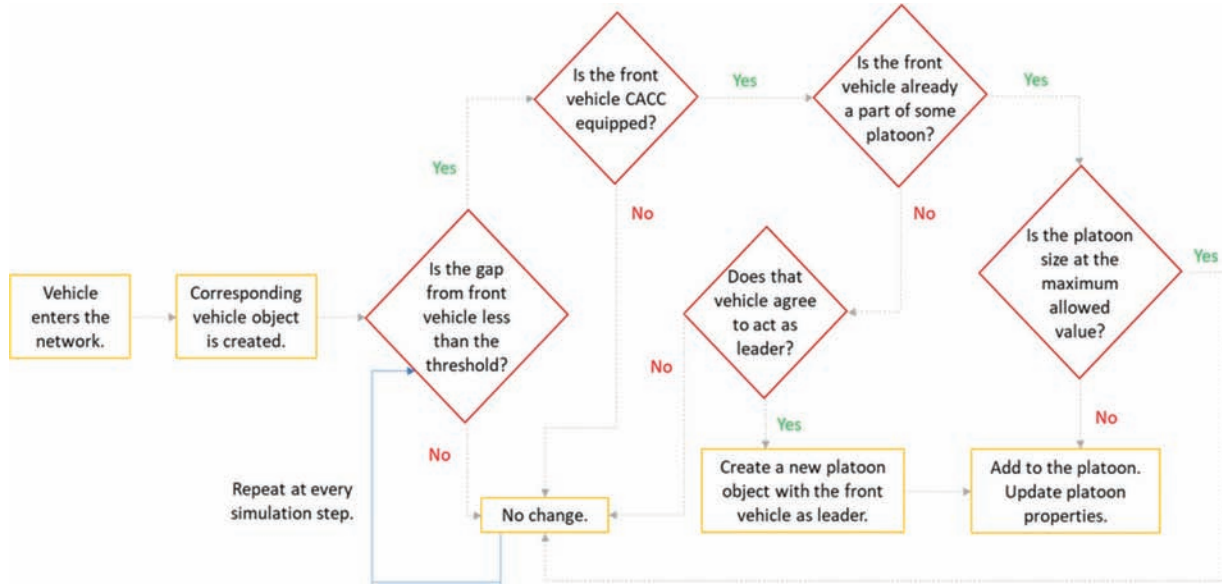 Vehicle
enters the
network.
Corresponding
vehicle object
is created.
Is the gap
from front
vehicle less
than the
threshold?
Yes
No
Is the front
vehicle CACC
equipped?
Yes
No
Is the front
vehicle already
a part of some
platoon?
Yes
No
Is the platoon
size at the
maximum
allowed
value?
Yes
No
Does that
vehicle agree
to act as
leader?
No
Yes
Create a new platoon
object with the front
vehicle as leader.
Add to the platoon.
Update platoon
properties.
No change.
Repeat at every
simulation step.